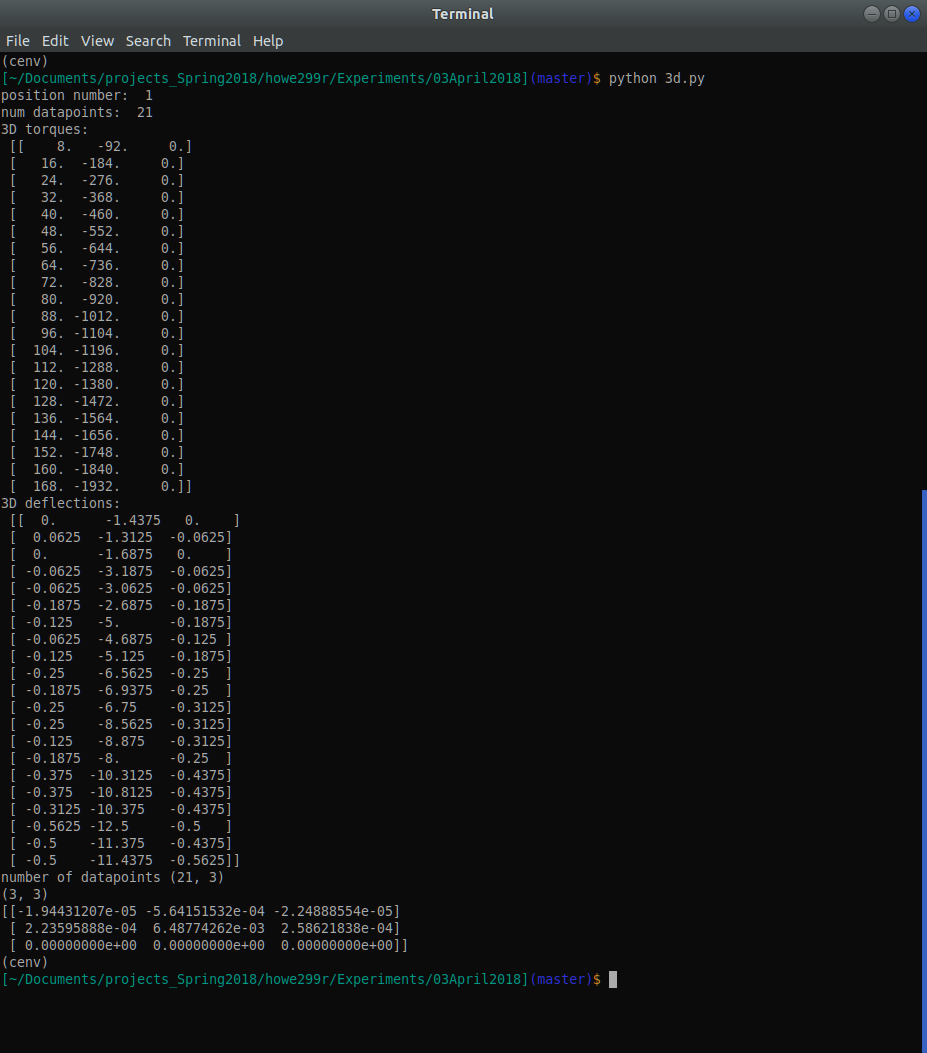 Terminal
File Edit View Search Terminal Help
(cenv)
[~/Documents/projects_Spring2018/howe299r/Experiments/03April2018](master)$ python 3d.py
position number:  1
num datapoints:  21
3D torques:
 [[    8.   -92.     0.]
 [   16.  -184.     0.]
 [   24.  -276.     0.]
 [   32.  -368.     0.]
 [   40.  -460.     0.]
 [   48.  -552.     0.]
 [   56.  -644.     0.]
 [   64.  -736.     0.]
 [   72.  -828.     0.]
 [   80.  -920.     0.]
 [   88. -1012.     0.]
 [   96. -1104.     0.]
 [  104. -1196.     0.]
 [  112. -1288.     0.]
 [  120. -1380.     0.]
 [  128. -1472.     0.]
 [  136. -1564.     0.]
 [  144. -1656.     0.]
 [  152. -1748.     0.]
 [  160. -1840.     0.]
 [  168. -1932.     0.]]
3D deflections:
 [[  0.      -1.4375   0.    ]
 [  0.0625  -1.3125  -0.0625]
 [  0.      -1.6875   0.    ]
 [ -0.0625  -3.1875  -0.0625]
 [ -0.0625  -3.0625  -0.0625]
 [ -0.1875  -2.6875  -0.1875]
 [ -0.125   -5.      -0.1875]
 [ -0.0625  -4.6875  -0.125 ]
 [ -0.125   -5.125   -0.1875]
 [ -0.25    -6.5625  -0.25  ]
 [ -0.1875  -6.9375  -0.25  ]
 [ -0.25    -6.75    -0.3125]
 [ -0.25    -8.5625  -0.3125]
 [ -0.125   -8.875   -0.3125]
 [ -0.1875  -8.      -0.25  ]
 [ -0.375  -10.3125  -0.4375]
 [ -0.375  -10.8125  -0.4375]
 [ -0.3125 -10.375   -0.4375]
 [ -0.5625 -12.5     -0.5   ]
 [ -0.5    -11.375   -0.4375]
 [ -0.5    -11.4375  -0.5625]]
number of datapoints (21, 3)
(3, 3)
[[-1.94431207e-05 -5.64151532e-04 -2.24888554e-05]
 [ 2.23595888e-04  6.48774262e-03  2.58621838e-04]
 [ 0.00000000e+00  0.00000000e+00  0.00000000e+00]]
(cenv)
[~/Documents/projects_Spring2018/howe299r/Experiments/03April2018](master)$